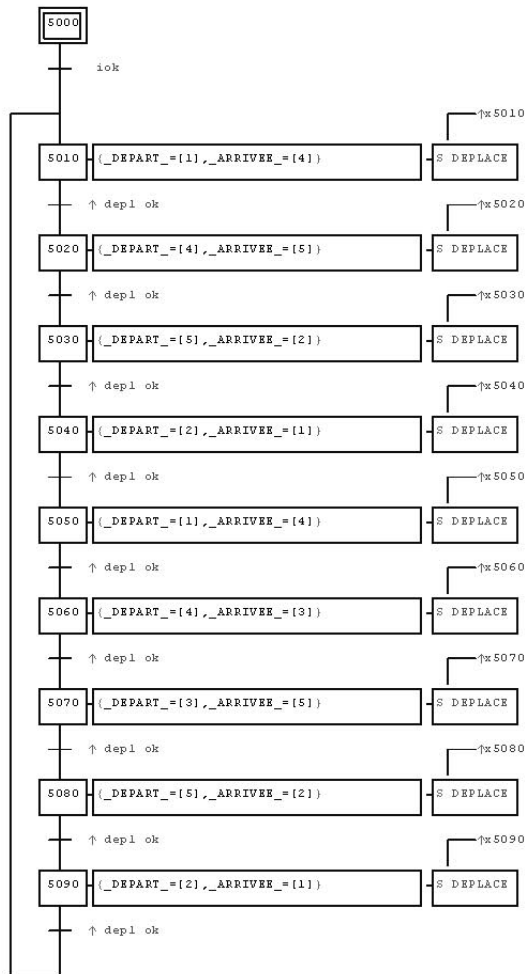 5000
iok
↑x5010
5010 {_DEPART_=[1],_ARRIVEE_=[4]} S DEPLACE
↑ depl ok ↑x5020
5020 {_DEPART_=[4],_ARRIVEE_=[5]} S DEPLACE
↑ depl ok ↑x5030
5030 {_DEPART_=[5],_ARRIVEE_=[2]} S DEPLACE
↑ depl ok ↑x5040
5040 {_DEPART_=[2],_ARRIVEE_=[1]} S DEPLACE
↑ depl ok ↑x5050
5050 {_DEPART_=[1],_ARRIVEE_=[4]} S DEPLACE
↑ depl ok ↑x5060
5060 {_DEPART_=[4],_ARRIVEE_=[3]} S DEPLACE
↑ depl ok ↑x5070
5070 {_DEPART_=[3],_ARRIVEE_=[5]} S DEPLACE
↑ depl ok ↑x5080
5080 {_DEPART_=[5],_ARRIVEE_=[2]} S DEPLACE
↑ depl ok ↑x5090
5090 {_DEPART_=[2],_ARRIVEE_=[1]} S DEPLACE
↑ depl ok